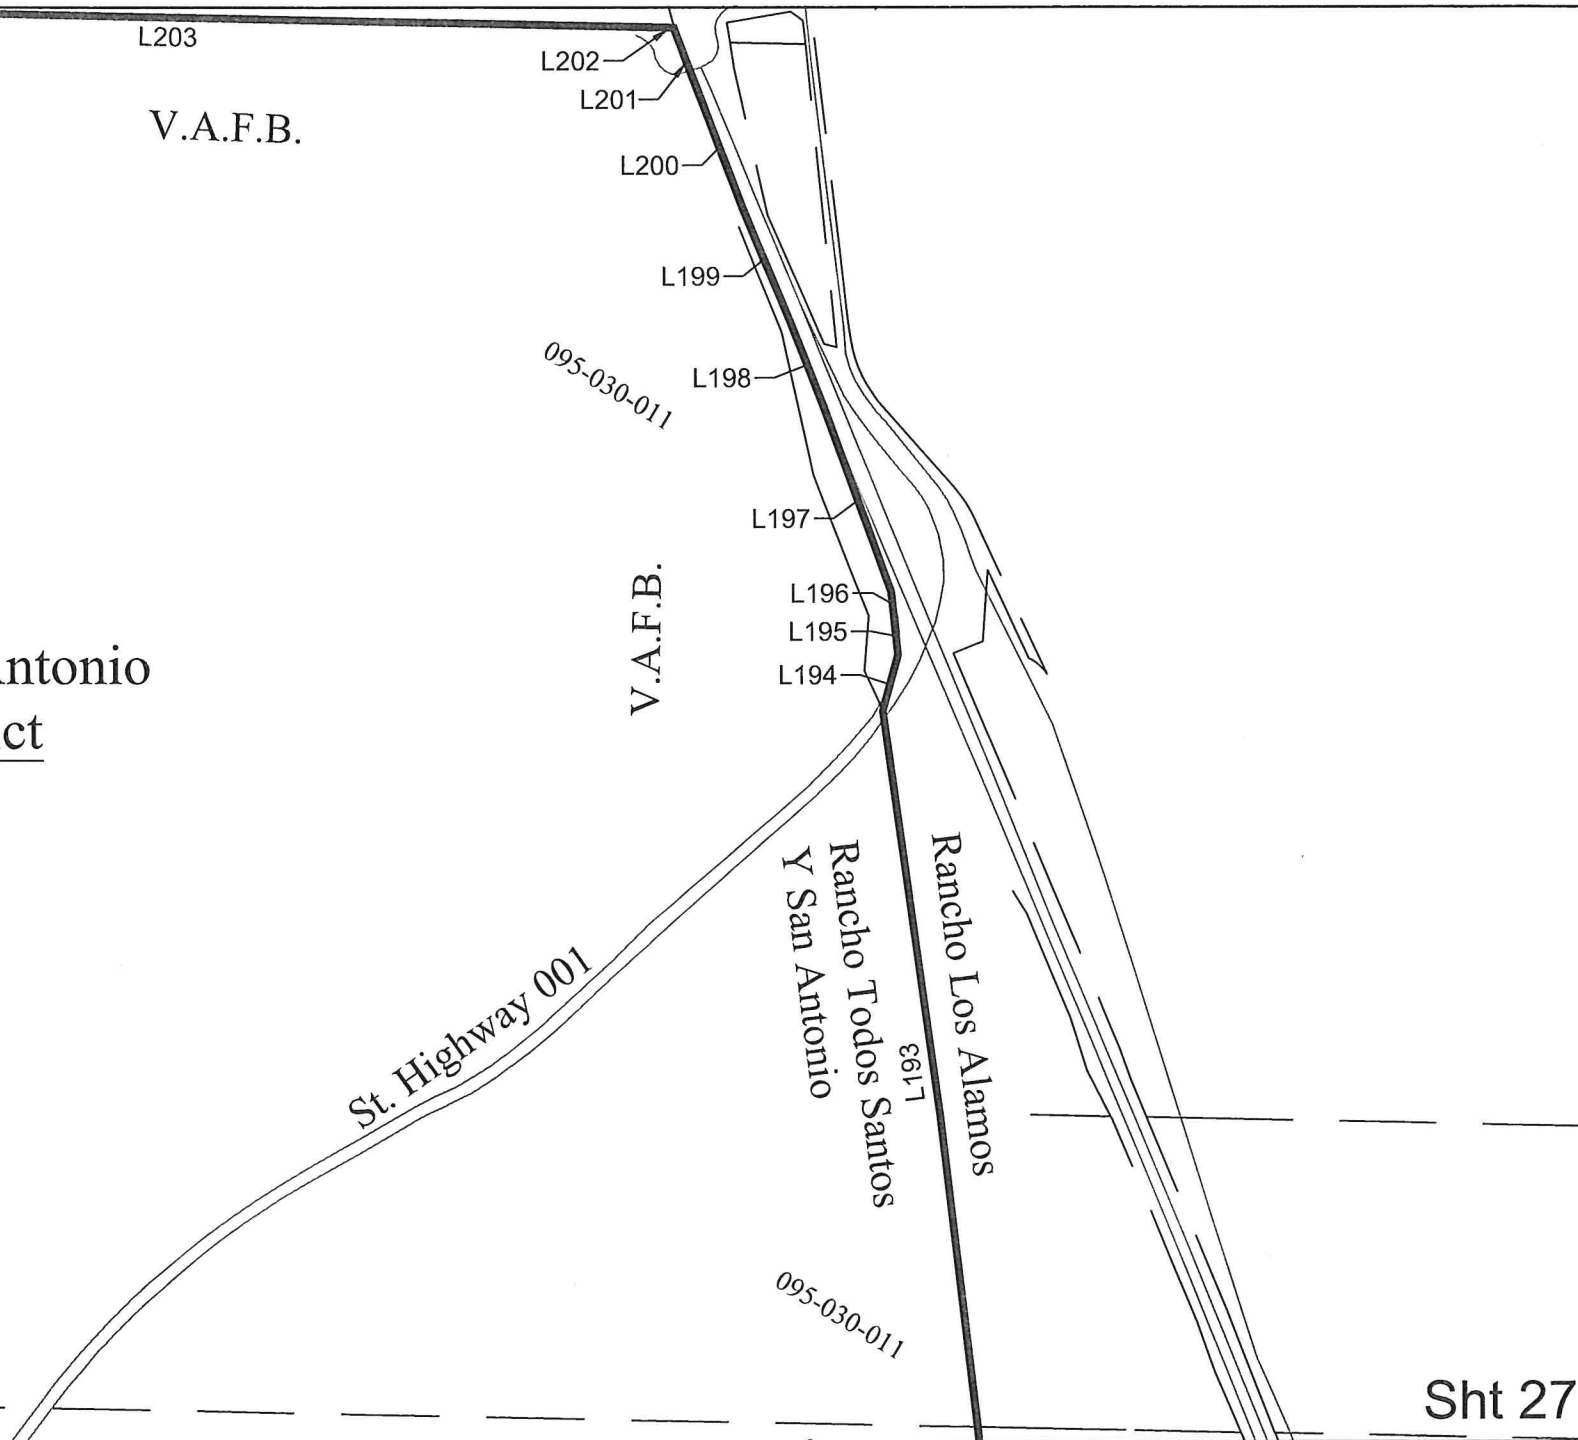 L203
L202
L201
V.A.F.B.
L200
L199
095-030-011
L198
L197
V.A.F.B.
L196
L195
L194
ntonio
ct
Rancho Los Alamos
Rancho Todos Santos
Y San Antonio
L193
St. Highway 001
095-030-011
Sht 27